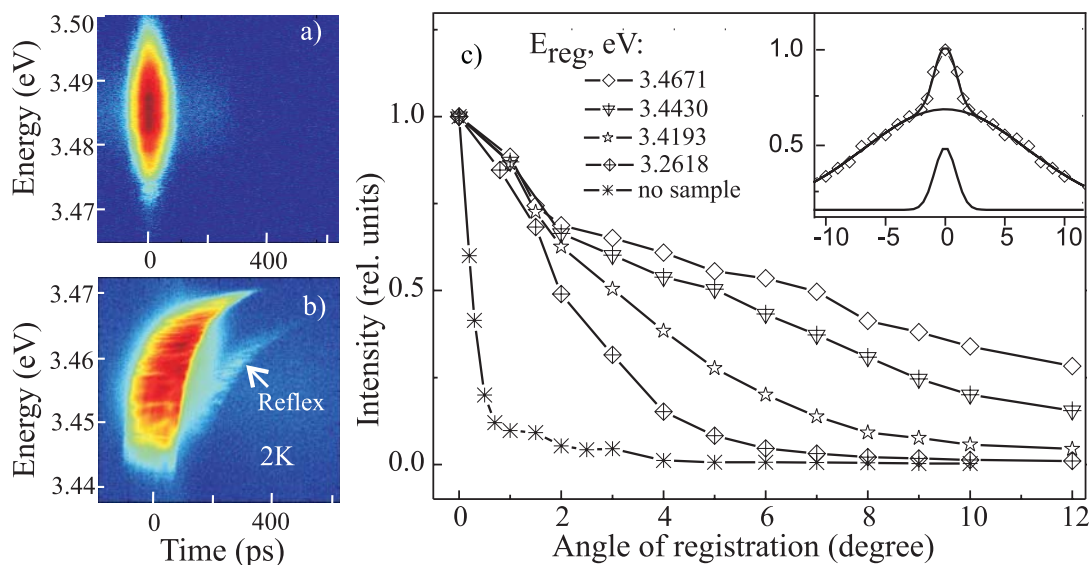 a)
3.50
3.49
3.48
3.47
0
400
Energy (eV)
b)
3.47
3.46
3.45
3.44
Reflex
2K
0
400
Energy (eV)
Time (ps)
c)
E_reg, eV:
3.4671
3.4430
3.4193
3.2618
no sample
1.0
0.5
0.0
Intensity (rel. units)
0 2 4 6 8 10 12
Angle of registration (degree)
1.0
0.5
-10 -5 0 5 10